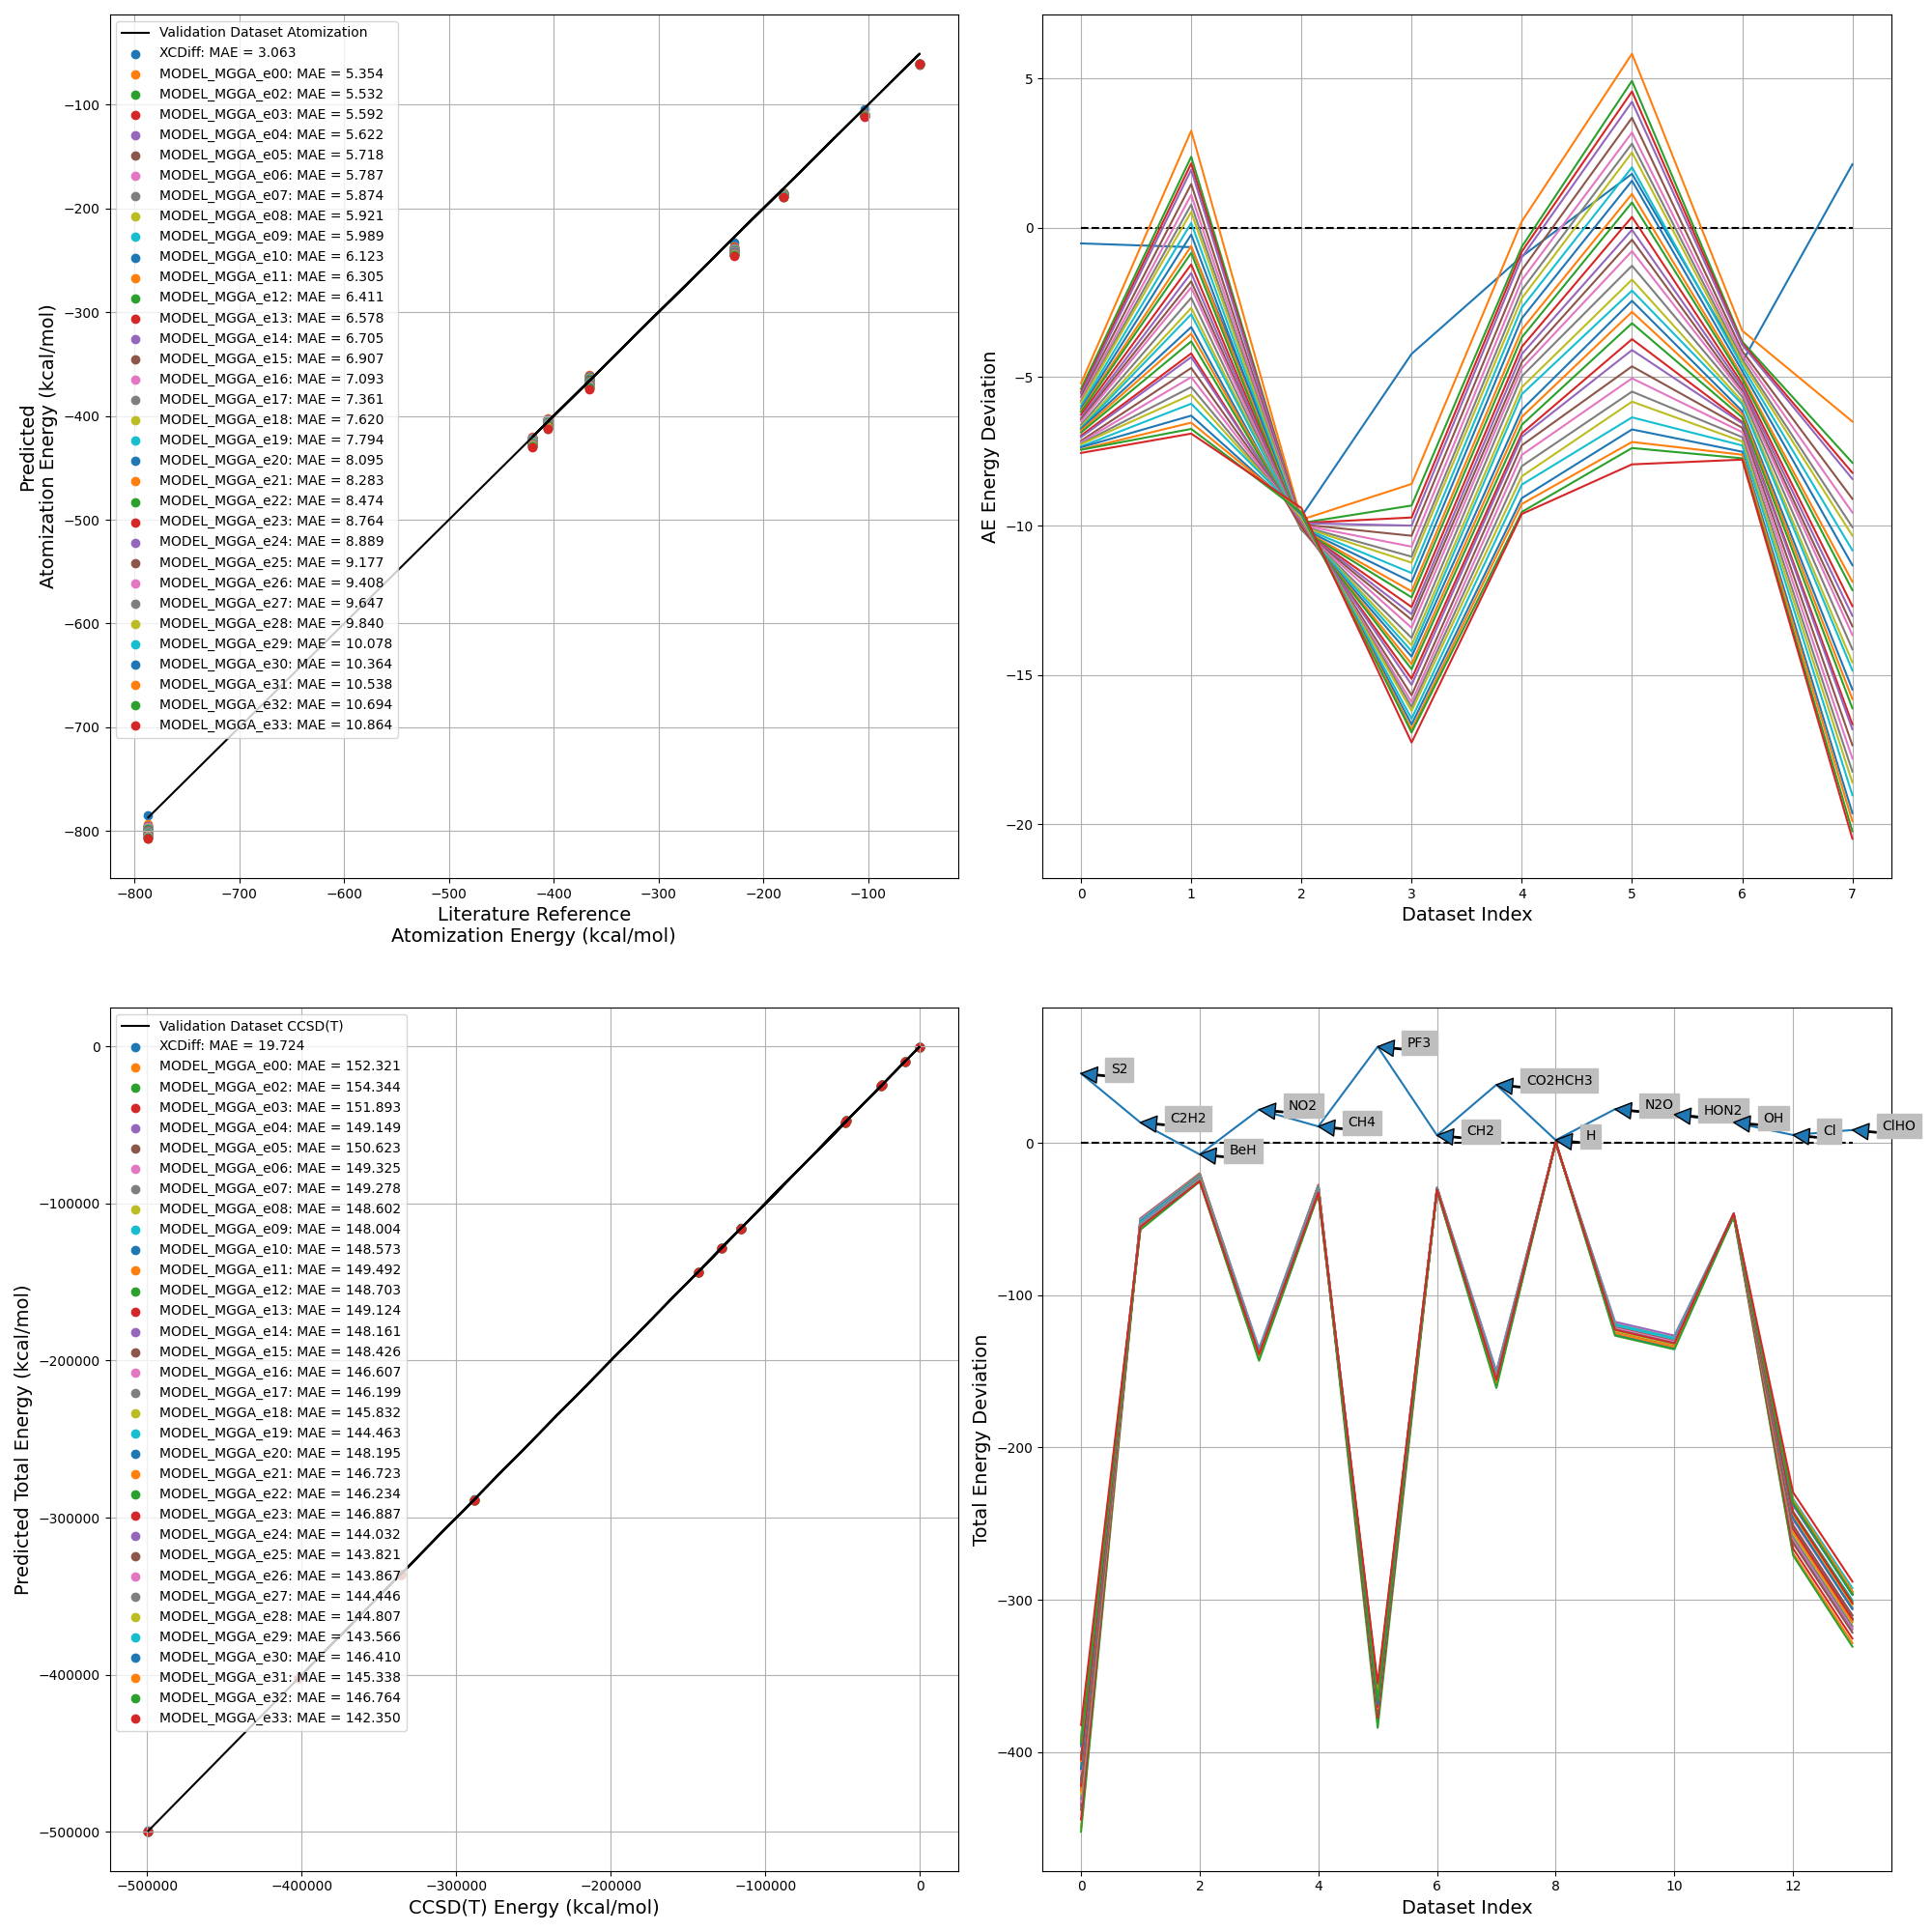 Validation Dataset Atomization
XCDiff: MAE = 3.063
MODEL_MGGA_e00: MAE = 5.354
MODEL_MGGA_e02: MAE = 5.532
MODEL_MGGA_e03: MAE = 5.592
MODEL_MGGA_e04: MAE = 5.622
MODEL_MGGA_e05: MAE = 5.718
MODEL_MGGA_e06: MAE = 5.787
MODEL_MGGA_e07: MAE = 5.874
MODEL_MGGA_e08: MAE = 5.921
MODEL_MGGA_e09: MAE = 5.989
MODEL_MGGA_e10: MAE = 6.123
MODEL_MGGA_e11: MAE = 6.305
MODEL_MGGA_e12: MAE = 6.411
MODEL_MGGA_e13: MAE = 6.578
MODEL_MGGA_e14: MAE = 6.705
MODEL_MGGA_e15: MAE = 6.907
MODEL_MGGA_e16: MAE = 7.093
MODEL_MGGA_e17: MAE = 7.361
MODEL_MGGA_e18: MAE = 7.620
MODEL_MGGA_e19: MAE = 7.794
MODEL_MGGA_e20: MAE = 8.095
MODEL_MGGA_e21: MAE = 8.283
MODEL_MGGA_e22: MAE = 8.474
MODEL_MGGA_e23: MAE = 8.764
MODEL_MGGA_e24: MAE = 8.889
MODEL_MGGA_e25: MAE = 9.177
MODEL_MGGA_e26: MAE = 9.408
MODEL_MGGA_e27: MAE = 9.647
MODEL_MGGA_e28: MAE = 9.840
MODEL_MGGA_e29: MAE = 10.078
MODEL_MGGA_e30: MAE = 10.364
MODEL_MGGA_e31: MAE = 10.538
MODEL_MGGA_e32: MAE = 10.694
MODEL_MGGA_e33: MAE = 10.864
−100
−200
−300
−400
−500
−600
−700
−800
Predicted
Atomization Energy (kcal/mol)
−800 −700 −600 −500 −400 −300 −200 −100
Literature Reference
Atomization Energy (kcal/mol)
5
0
−5
−10
−15
−20
AE Energy Deviation
0 1 2 3 4 5 6 7
Dataset Index
Validation Dataset CCSD(T)
XCDiff: MAE = 19.724
MODEL_MGGA_e00: MAE = 152.321
MODEL_MGGA_e02: MAE = 154.344
MODEL_MGGA_e03: MAE = 151.893
MODEL_MGGA_e04: MAE = 149.149
MODEL_MGGA_e05: MAE = 150.623
MODEL_MGGA_e06: MAE = 149.325
MODEL_MGGA_e07: MAE = 149.278
MODEL_MGGA_e08: MAE = 148.602
MODEL_MGGA_e09: MAE = 148.004
MODEL_MGGA_e10: MAE = 148.573
MODEL_MGGA_e11: MAE = 149.492
MODEL_MGGA_e12: MAE = 148.703
MODEL_MGGA_e13: MAE = 149.124
MODEL_MGGA_e14: MAE = 148.161
MODEL_MGGA_e15: MAE = 148.426
MODEL_MGGA_e16: MAE = 146.607
MODEL_MGGA_e17: MAE = 146.199
MODEL_MGGA_e18: MAE = 145.832
MODEL_MGGA_e19: MAE = 144.463
MODEL_MGGA_e20: MAE = 148.195
MODEL_MGGA_e21: MAE = 146.723
MODEL_MGGA_e22: MAE = 146.234
MODEL_MGGA_e23: MAE = 146.887
MODEL_MGGA_e24: MAE = 144.032
MODEL_MGGA_e25: MAE = 143.821
MODEL_MGGA_e26: MAE = 143.867
MODEL_MGGA_e27: MAE = 144.446
MODEL_MGGA_e28: MAE = 144.807
MODEL_MGGA_e29: MAE = 143.566
MODEL_MGGA_e30: MAE = 146.410
MODEL_MGGA_e31: MAE = 145.338
MODEL_MGGA_e32: MAE = 146.764
MODEL_MGGA_e33: MAE = 142.350
0
−100000
−200000
−300000
−400000
−500000
Predicted Total Energy (kcal/mol)
−500000 −400000 −300000 −200000 −100000 0
CCSD(T) Energy (kcal/mol)
S2
C2H2
BeH
NO2
CH4
PF3
CH2
CO2HCH3
H
N2O
HON2
OH
Cl
ClHO
0
−100
−200
−300
−400
Total Energy Deviation
0 2 4 6 8 10 12
Dataset Index